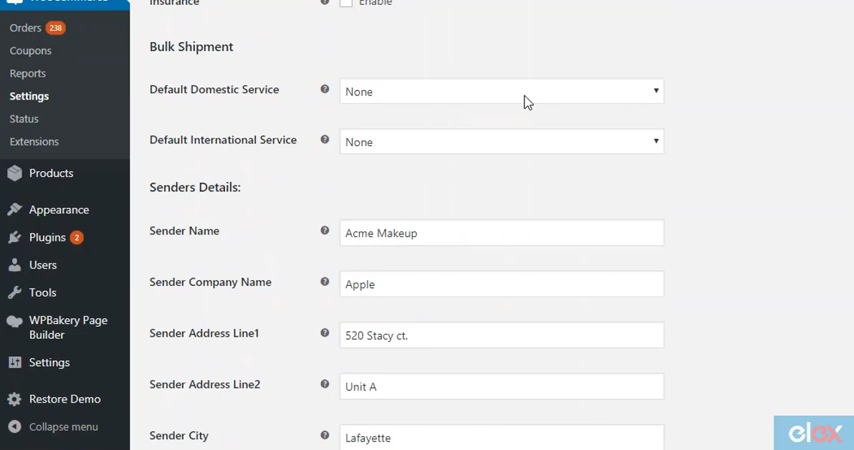 Orders 238
Coupons
Reports
Settings
Status
Extensions
Products
Appearance
Plugins 2
Users
Tools
WPBakery Page
Builder
Settings
Restore Demo
Collapse menu
Insurance Enable
Bulk Shipment
Default Domestic Service None
Default International Service None
Senders Details:
Sender Name Acme Makeup
Sender Company Name Apple
Sender Address Line1 520 Stacy ct.
Sender Address Line2 Unit A
Sender City Lafayette
elex